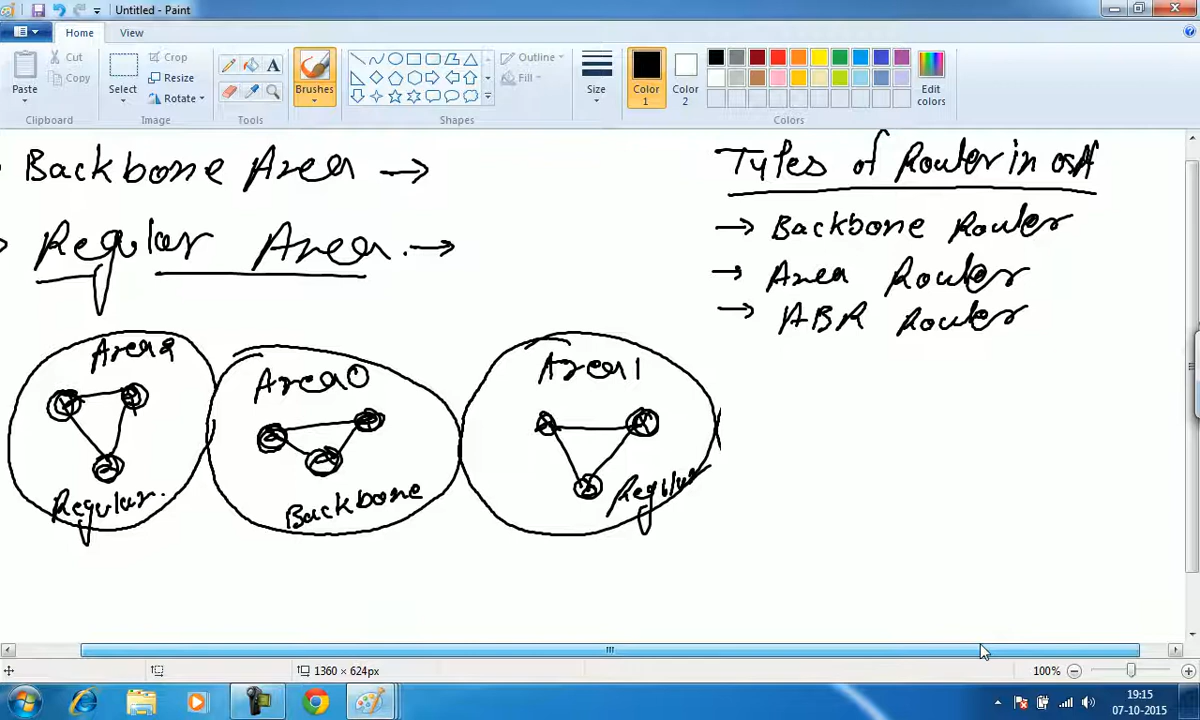 Untitled - Paint
Home
View
Paste
Cut
Copy
Clipboard
Select
Crop
Resize
Rotate
Image
Tools
Brushes
Shapes
Outline
Fill
Size
Color 1
Color 2
Edit colors
Colors
Backbone Area →
Regular Area. →
Types of Router in
→ Backbone Router
→ Area Router
→ ABR Router
Area 2
Regular.
Area 0
Backbone
Area 1
Regular
1360 × 624px
100%
19:15
07-10-2015